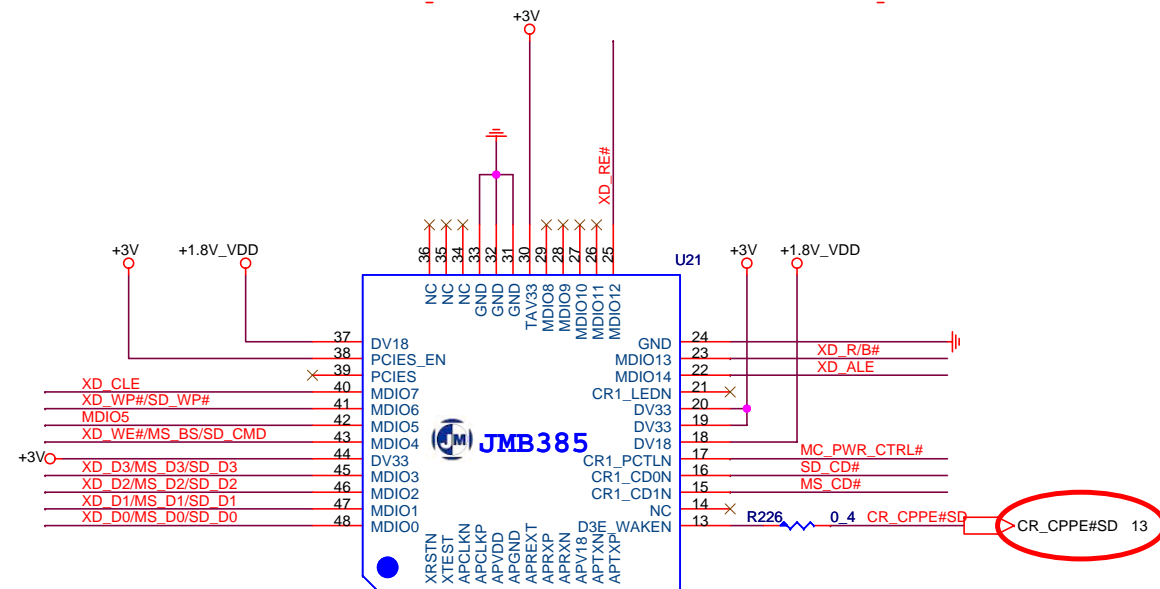 +3V
XD_RE#
+3V
+1.8V_VDD
U21
+3V
+1.8V_VDD
36 35 34 33 32 31 30 29 28 27 26 25
NC NC NC GND GND GND TAV33 MDIO8 MDIO9 MDIO10 MDIO11 MDIO12
37 DV18
38 PCIES_EN
39 PCIES
XD_CLE 40 MDIO7
XD_WP#/SD_WP# 41 MDIO6
MDIO5 42 MDIO5
XD_WE#/MS_BS/SD_CMD 43 MDIO4
+3V 44 DV33
XD_D3/MS_D3/SD_D3 45 MDIO3
XD_D2/MS_D2/SD_D2 46 MDIO2
XD_D1/MS_D1/SD_D1 47 MDIO1
XD_D0/MS_D0/SD_D0 48 MDIO0
JM JMB385
GND 24
MDIO13 23 XD_R/B#
MDIO14 22 XD_ALE
CR1_LEDN 21
DV33 20
DV33 19
DV18 18
CR1_PCTLN 17 MC_PWR_CTRL#
CR1_CD0N 16 SD_CD#
CR1_CD1N 15 MS_CD#
NC 14
D3E_WAKEN 13 R226 0_4 CR_CPPE#SD CR_CPPE#SD 13
XRSTN XTEST APCLKN APCLKP APVDD APGND APREXT APRXP APRXN APV18 APTXN APTXP